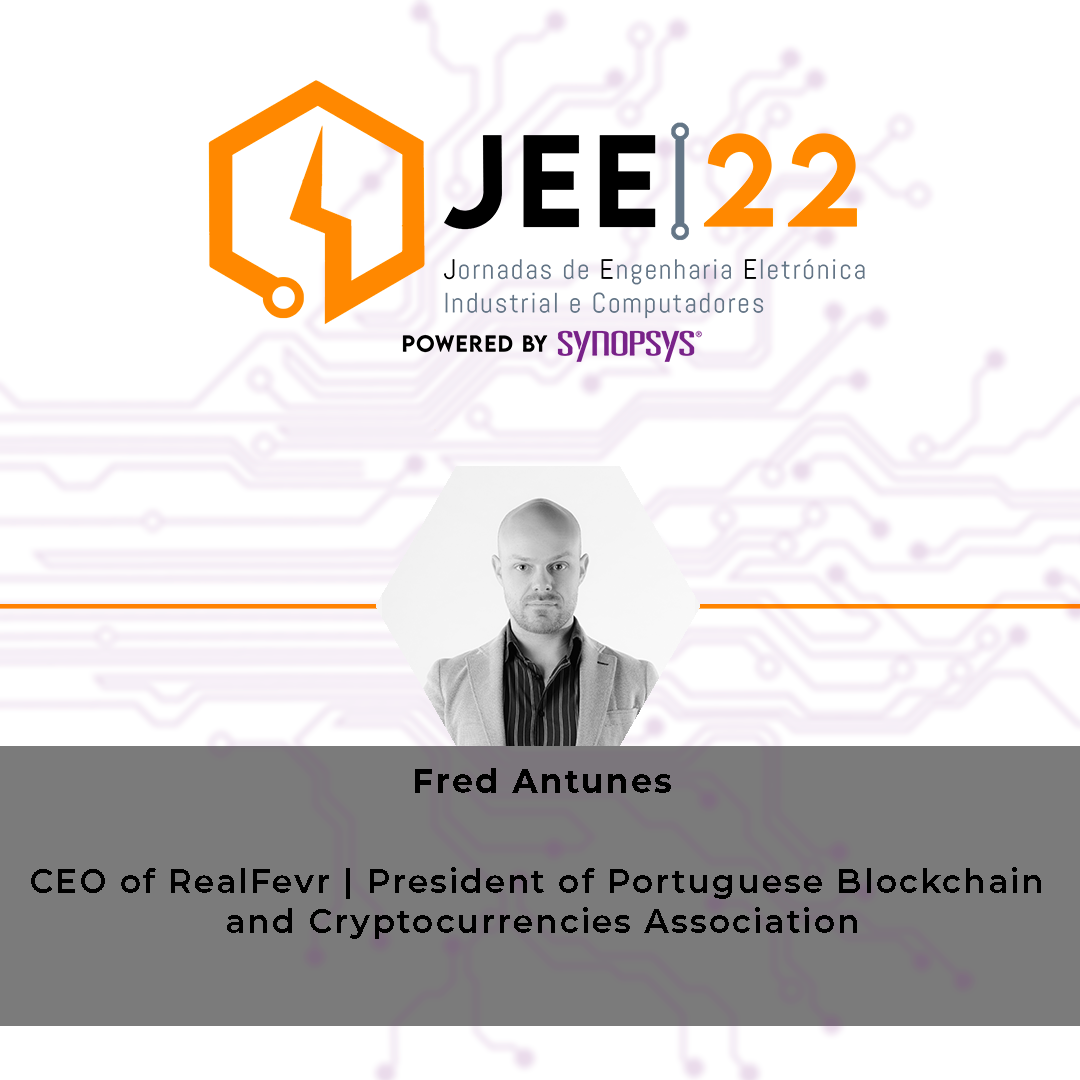 JEE 22
Jornadas de Engenharia Eletrónica
Industrial e Computadores
POWERED BY SYNOPSYS®
Fred Antunes
CEO of RealFevr | President of Portuguese Blockchain
and Cryptocurrencies Association